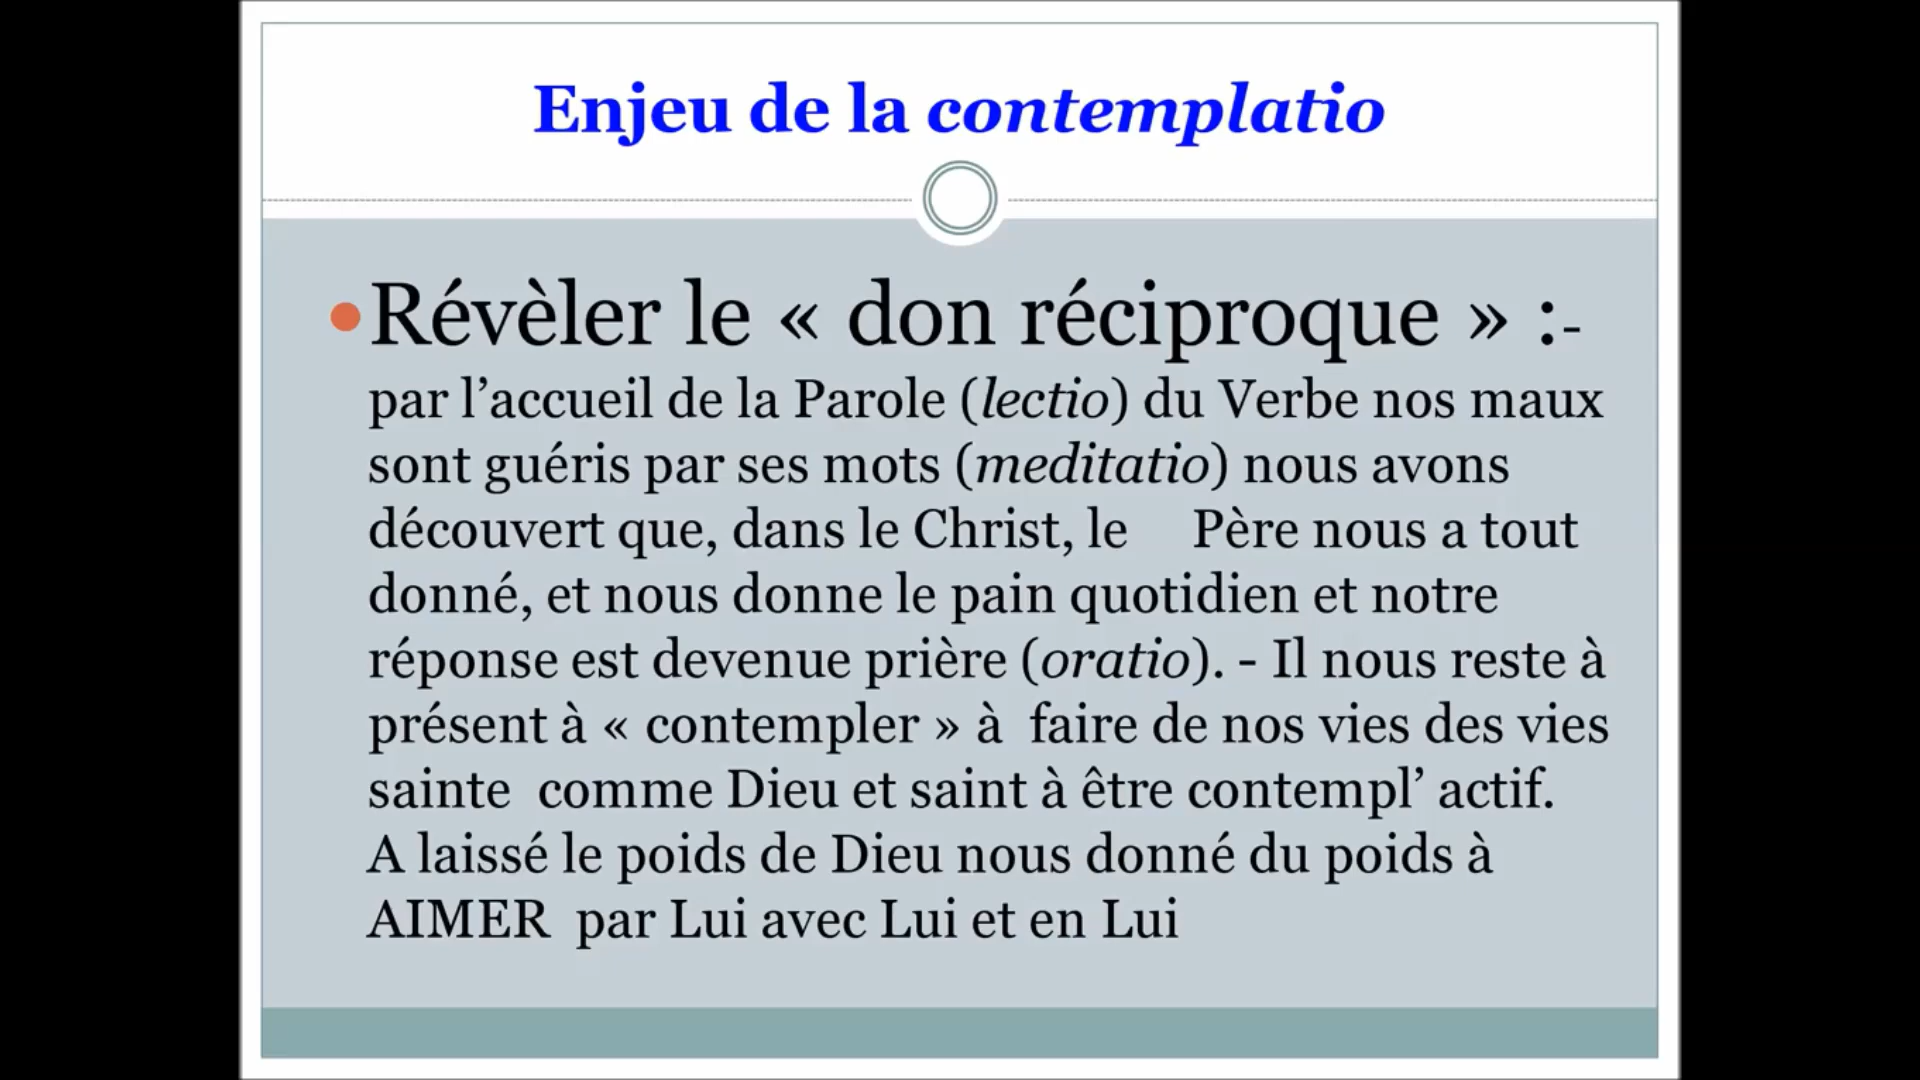 Enjeu de la contemplatio
•Révèler le « don réciproque » :-
par l’accueil de la Parole (lectio) du Verbe nos maux
sont guéris par ses mots (meditatio) nous avons
découvert que, dans le Christ, le Père nous a tout
donné, et nous donne le pain quotidien et notre
réponse est devenue prière (oratio). - Il nous reste à
présent à « contempler » à faire de nos vies des vies
sainte comme Dieu et saint à être contempl’ actif.
A laissé le poids de Dieu nous donné du poids à
AIMER par Lui avec Lui et en Lui